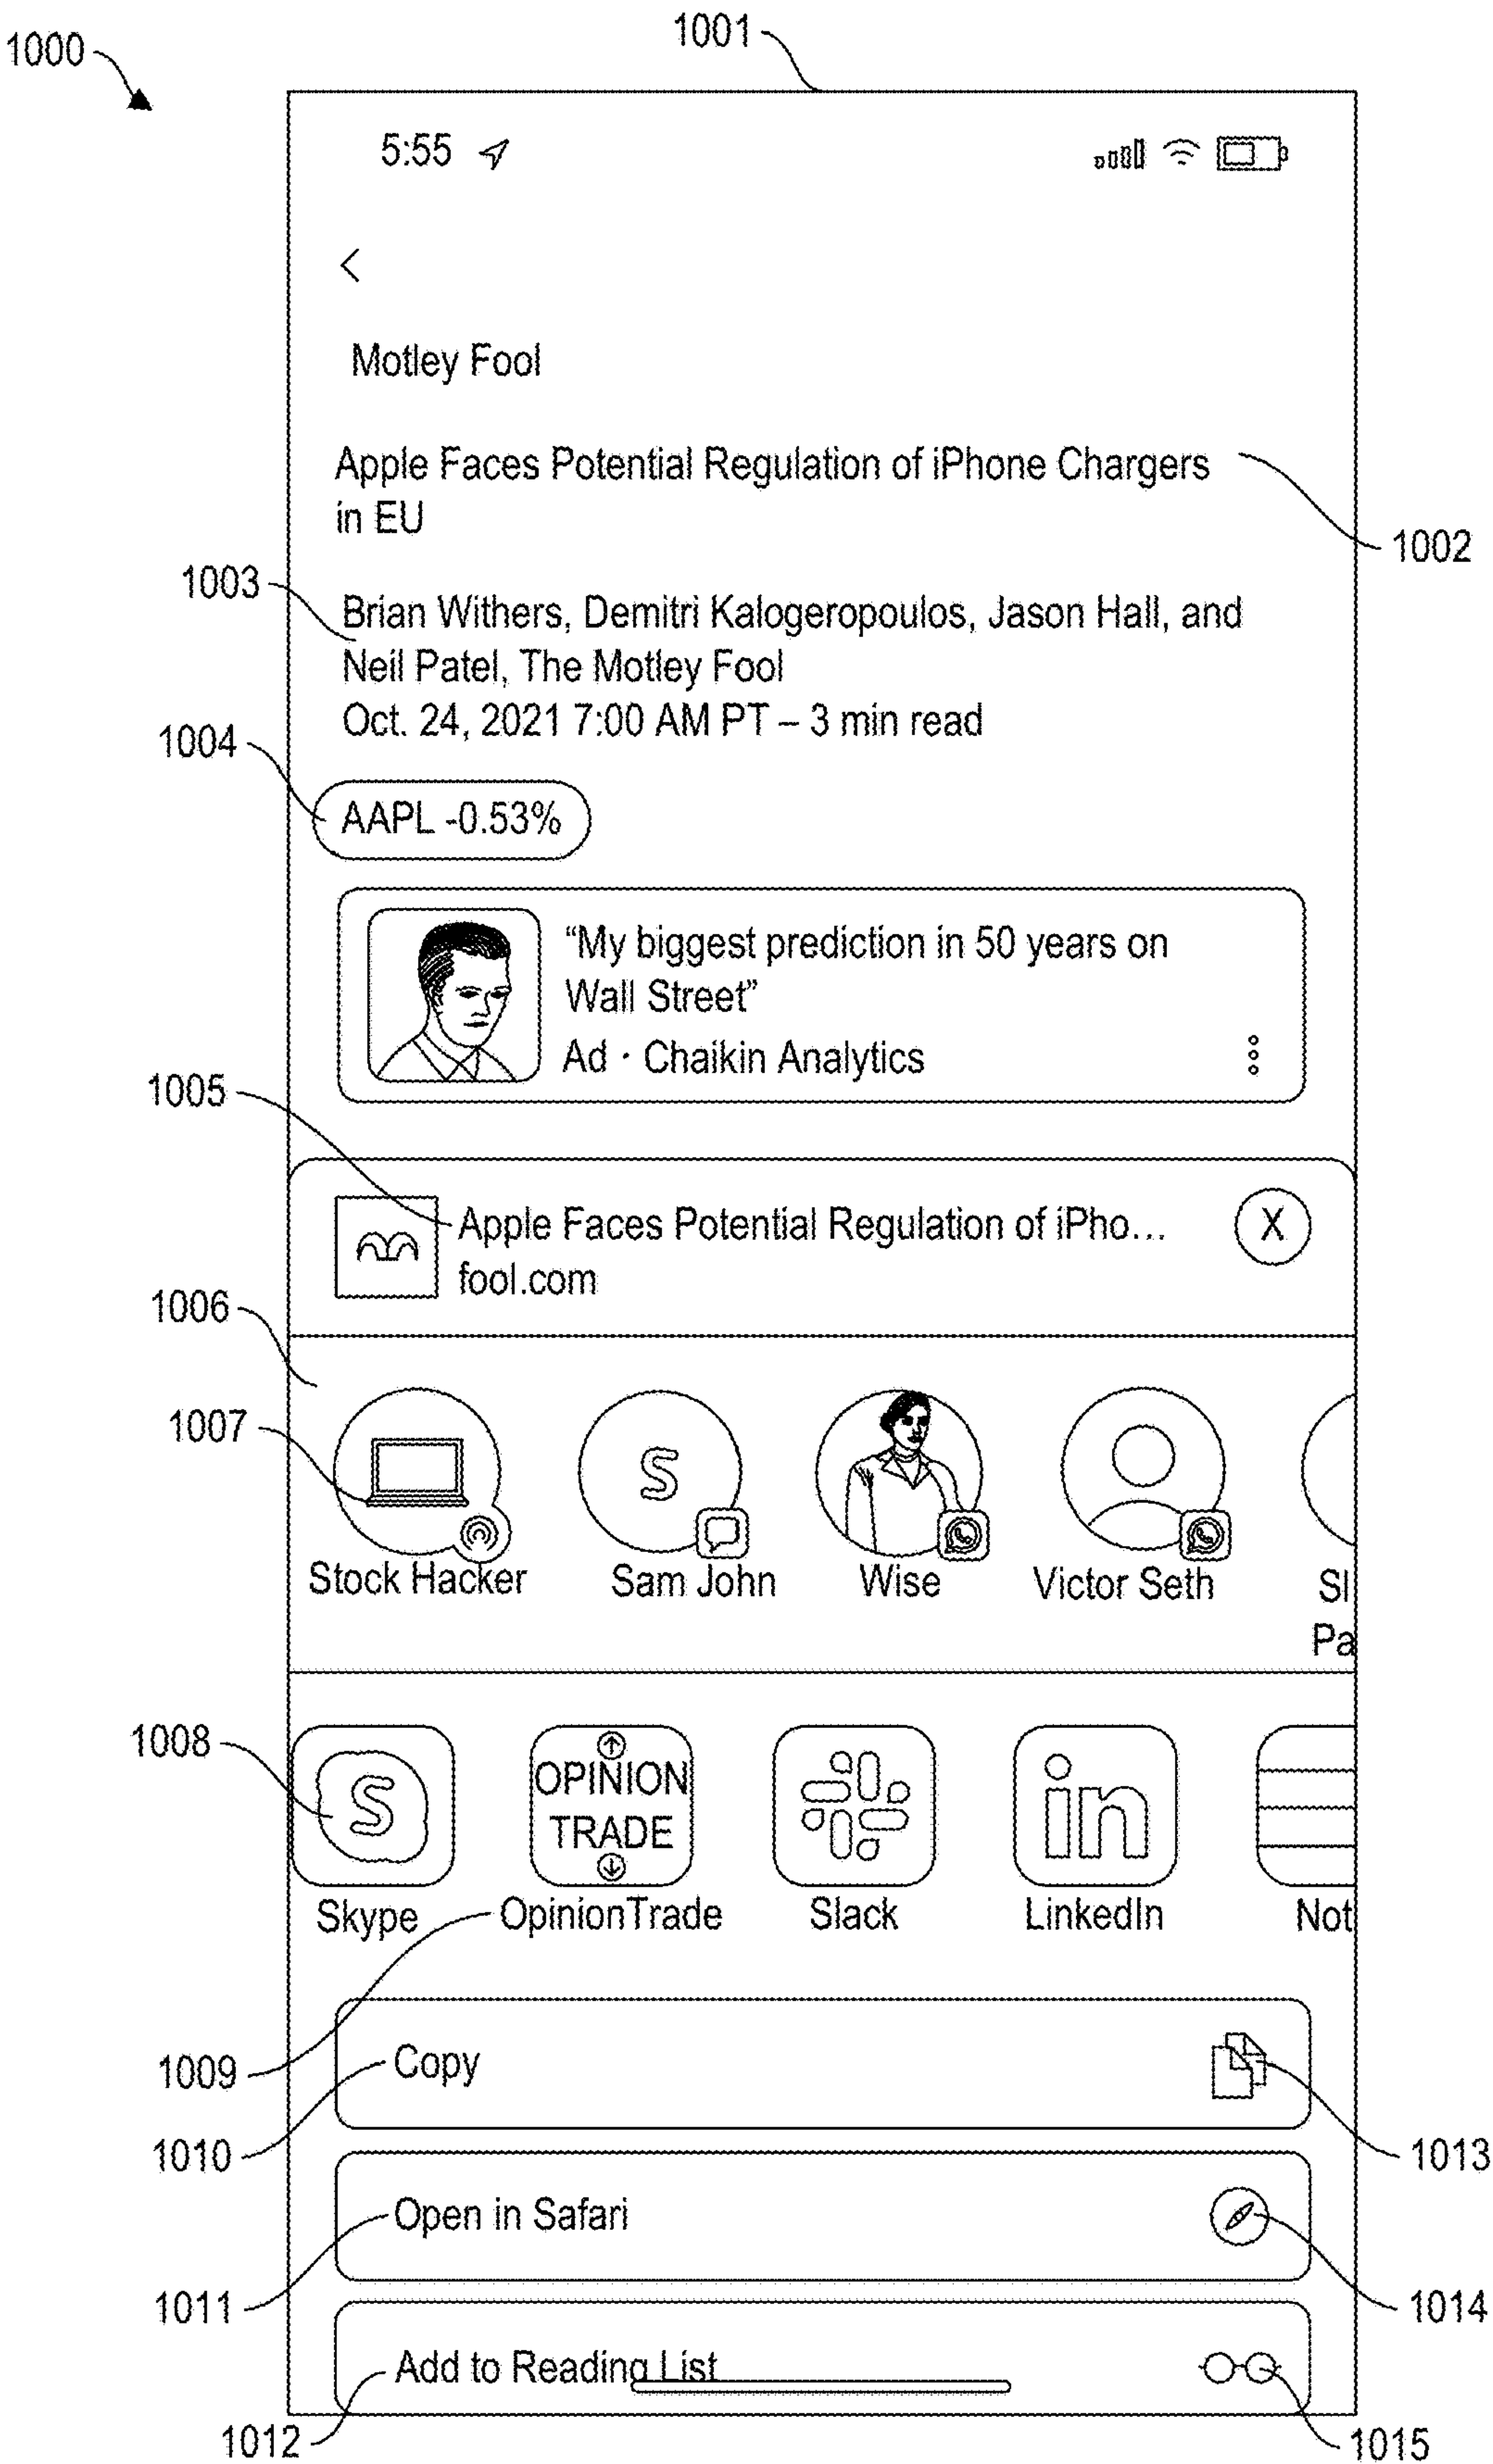 1000
1001
5:55
<
Motley Fool
Apple Faces Potential Regulation of iPhone Chargers
in EU
1002
1003
Brian Withers, Demitri Kalogeropoulos, Jason Hall, and
Neil Patel, The Motley Fool
Oct. 24, 2021 7:00 AM PT – 3 min read
1004
AAPL -0.53%
“My biggest prediction in 50 years on
Wall Street”
Ad · Chaikin Analytics
1005
Apple Faces Potential Regulation of iPho...
X
fool.com
1006
1007
S
Stock Hacker
Sam John
Wise
Victor Seth
Sl
Pa
1008
S
OPINION
TRADE
in
Skype
OpinionTrade
Slack
LinkedIn
Not
1009
Copy
1010
1013
Open in Safari
1011
1014
Add to Reading List
1012
1015